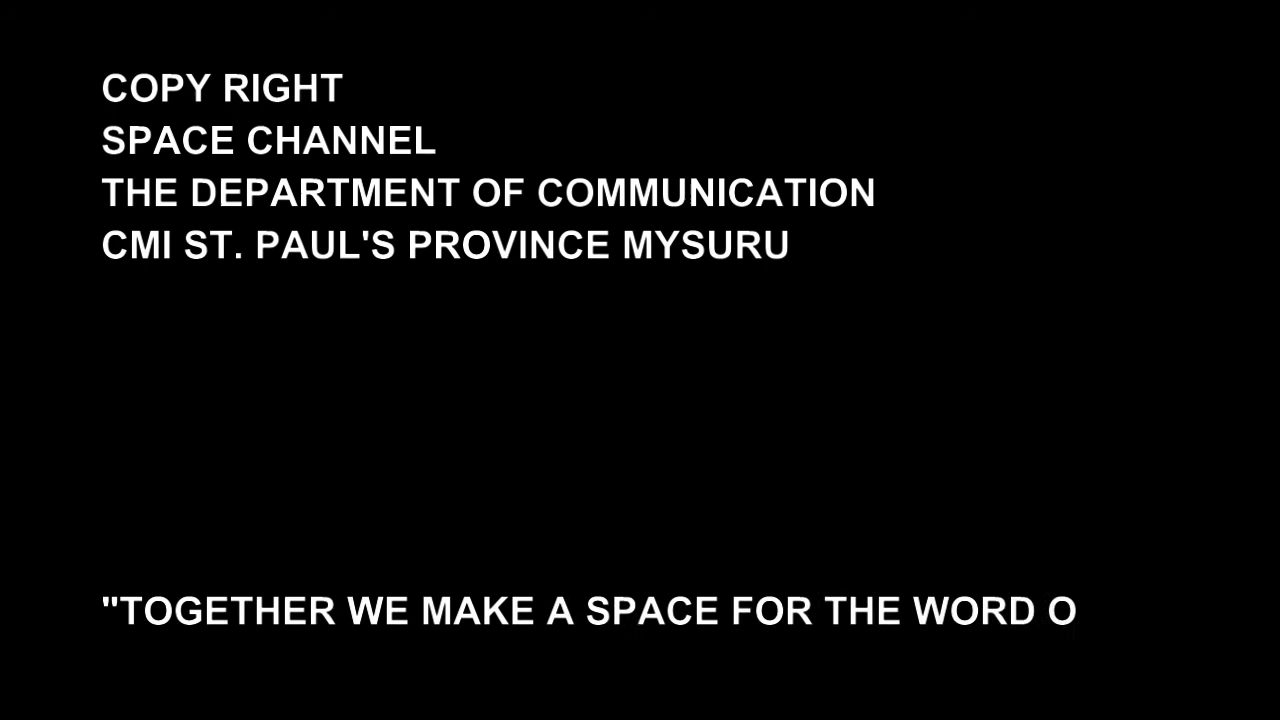 COPY RIGHT
SPACE CHANNEL
THE DEPARTMENT OF COMMUNICATION
CMI ST. PAUL'S PROVINCE MYSURU
"TOGETHER WE MAKE A SPACE FOR THE WORD O